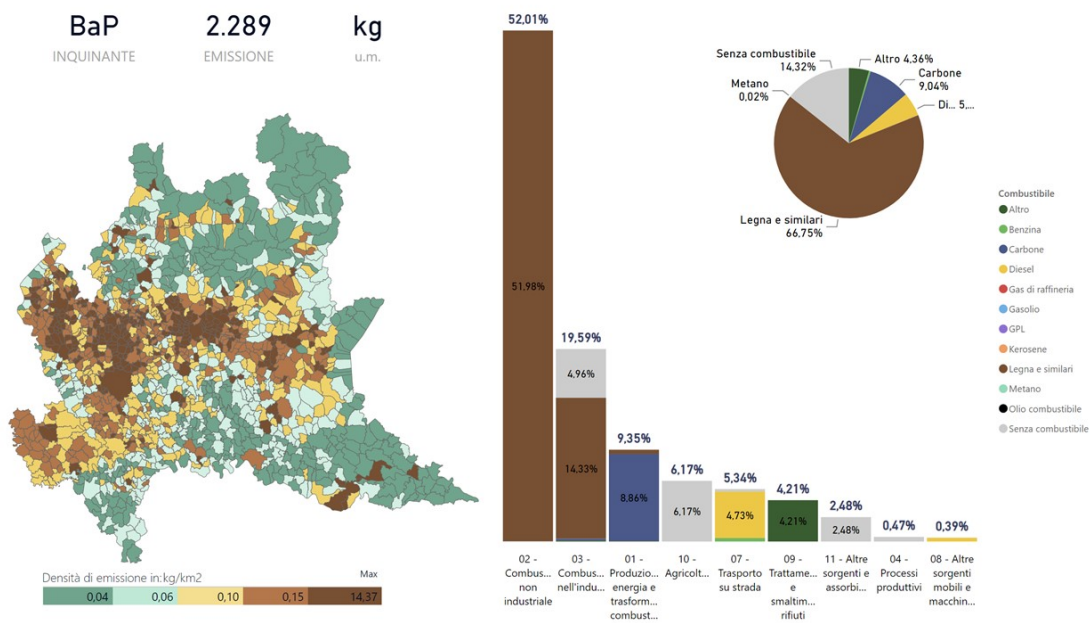 BaP
2.289
kg
INQUINANTE
EMISSIONE
u.m.
Densità di emissione in:kg/km2
Max
0,04
0,06
0,10
0,15
14,37
52,01%
51,98%
19,59%
4,96%
14,33%
9,35%
8,86%
6,17%
6,17%
5,34%
4,73%
4,21%
4,21%
2,48%
2,48%
0,47%
0,39%
02 -
Combus...
non
industriale
03 -
Combus...
nell'indu...
01 -
Produzio...
energia e
trasform...
combust...
10 -
Agricolt...
07 -
Trasporto
su strada
09 -
Trattame...
e
smaltim...
rifiuti
11 - Altre
sorgenti e
assorbi...
04 -
Processi
produttivi
08 - Altre
sorgenti
mobili e
macchin...
Senza combustibile
14,32%
Metano
0,02%
Altro 4,36%
Carbone
9,04%
Di... 5,...
Legna e similari
66,75%
Combustibile
Altro
Benzina
Carbone
Diesel
Gas di raffineria
Gasolio
GPL
Kerosene
Legna e similari
Metano
Olio combustibile
Senza combustibile